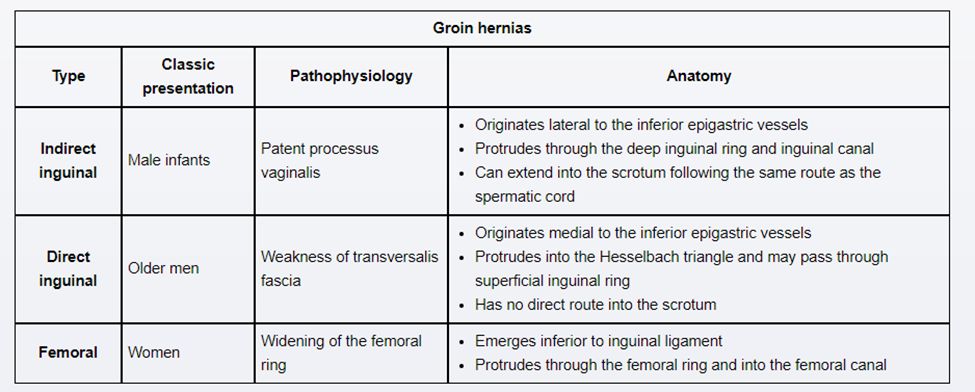 Groin hernias
Type
Classic
presentation
Pathophysiology
Anatomy
Indirect
inguinal
Male infants
Patent processus
vaginalis
• Originates lateral to the inferior epigastric vessels
• Protrudes through the deep inguinal ring and inguinal canal
• Can extend into the scrotum following the same route as the
spermatic cord
Direct
inguinal
Older men
Weakness of transversalis
fascia
• Originates medial to the inferior epigastric vessels
• Protrudes into the Hesselbach triangle and may pass through
superficial inguinal ring
• Has no direct route into the scrotum
Femoral
Women
Widening of the femoral
ring
• Emerges inferior to inguinal ligament
• Protrudes through the femoral ring and into the femoral canal